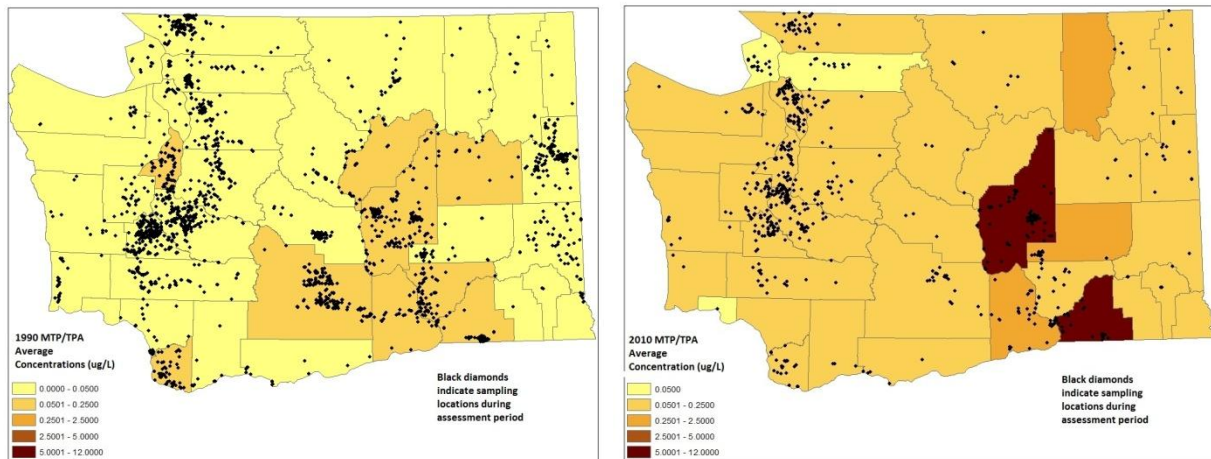 1990 MTP/TPA
Average
Concentrations (ug/L)
0.0000 - 0.0500
0.0501 - 0.2500
0.2501 - 2.5000
2.5001 - 5.0000
5.0001 - 12.0000
Black diamonds
indicate sampling
locations during
assessment period
2010 MTP/TPA
Average
Concentration (ug/L)
0.0500
0.0501 - 0.2500
0.2501 - 2.5000
2.5001 - 5.0000
5.0001 - 12.0000
Black diamonds
indicate sampling
locations during
assessment period